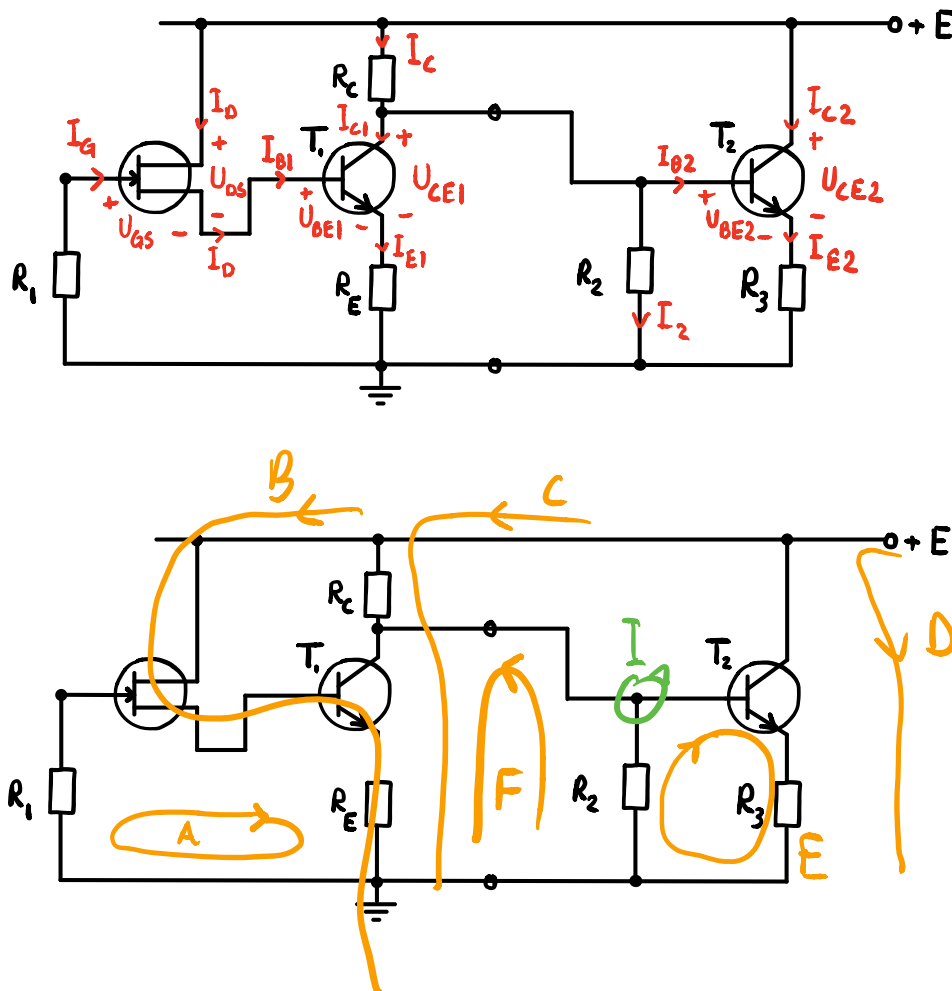 + E
I_C
R_C
I_D
I_C1
T_1
I_C2
T_2
I_G
I_B1
I_B2
U_DS
U_CE1
U_CE2
U_GS
U_BE1
U_BE2
I_D
I_E1
I_E2
R_1
R_E
R_2
R_3
I_2
B
C
+ E
R_C
I
D
T_1
T_2
F
R_1
R_E
R_2
R_3
A
E